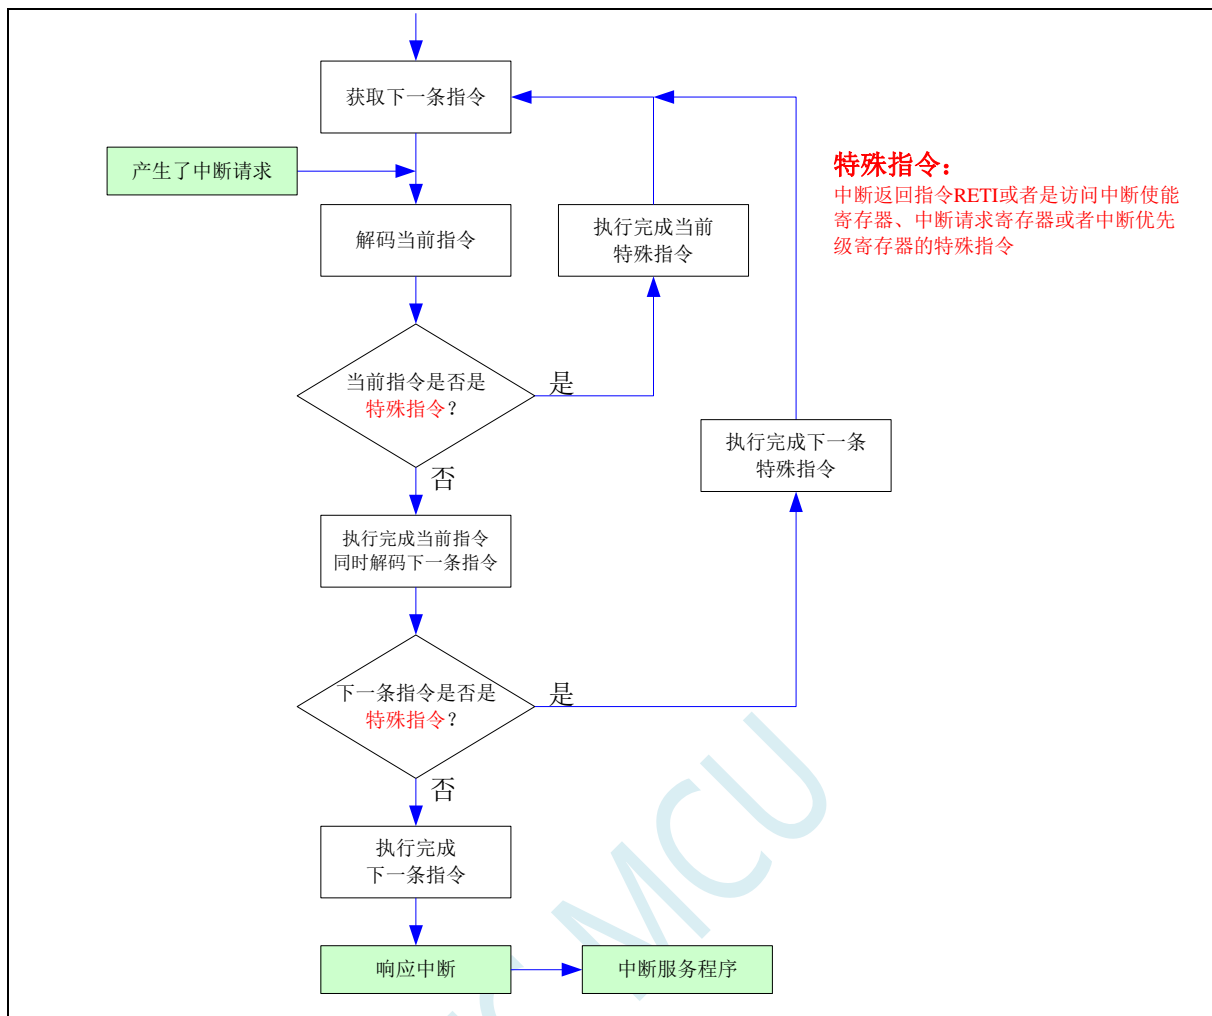 获取下一条指令
产生了中断请求
特殊指令：
中断返回指令RETI或者是访问中断使能
寄存器、中断请求寄存器或者中断优先
级寄存器的特殊指令
解码当前指令
执行完成当前
特殊指令
当前指令是否是
特殊指令？
是
否
执行完成下一条
特殊指令
执行完成当前指令
同时解码下一条指令
下一条指令是否是
特殊指令？
是
否
执行完成
下一条指令
响应中断
中断服务程序
MCU